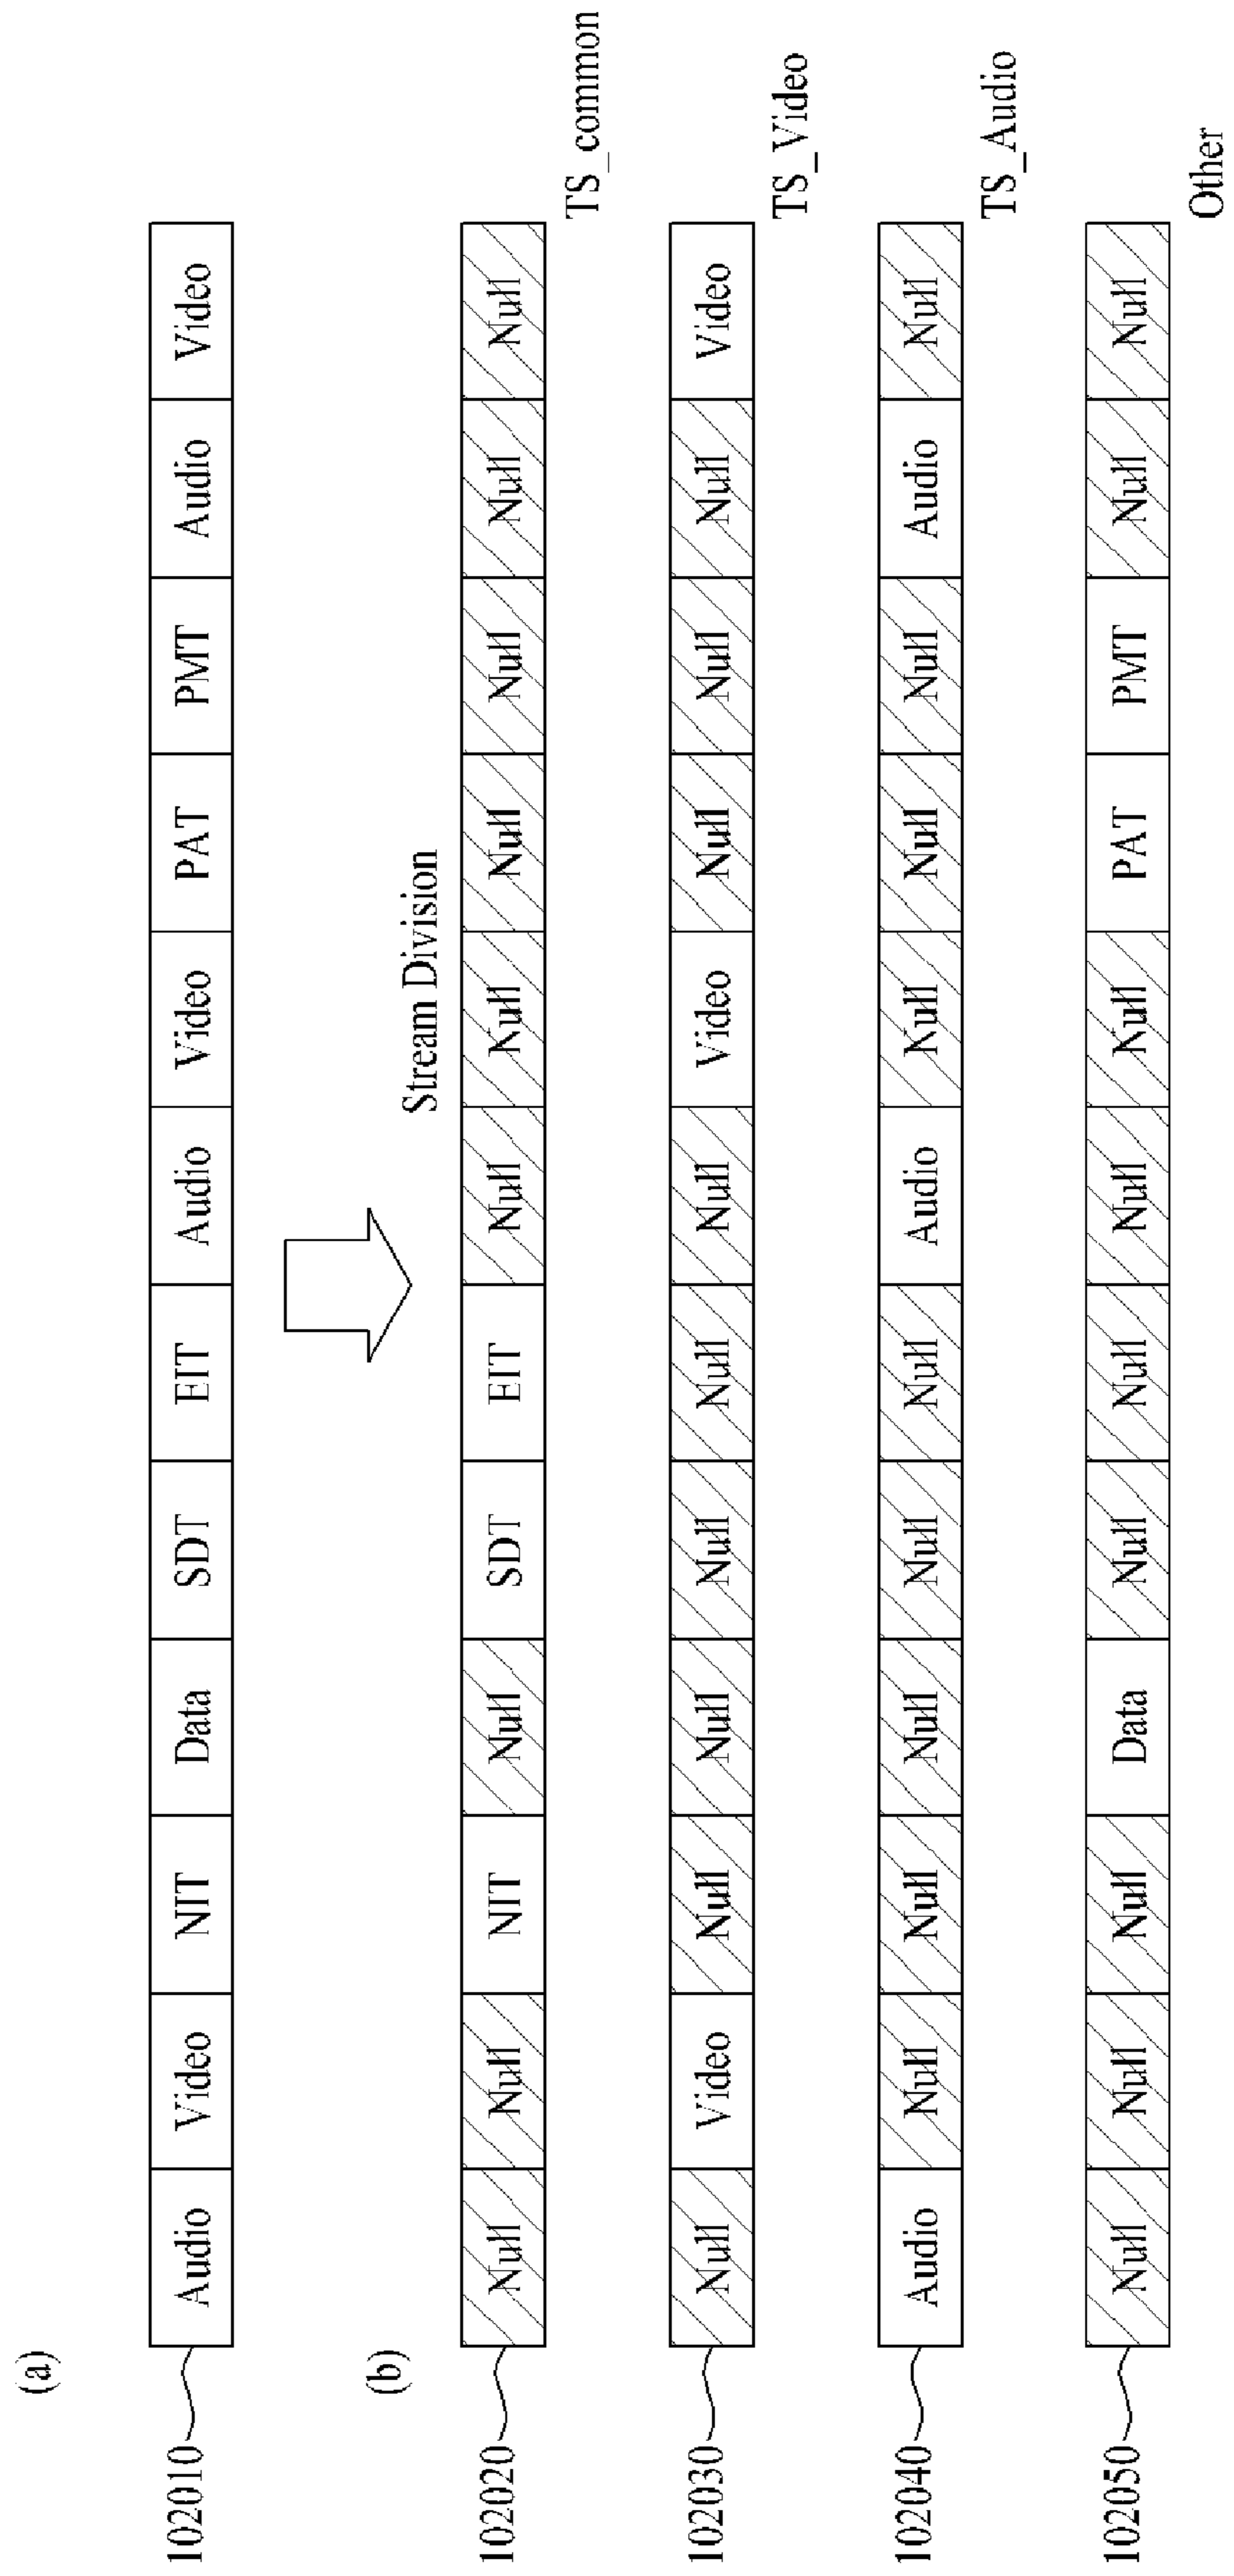 (a)
102010 Audio Video NIT Data SDT EIT Audio Video PAT PMT Audio Video
Stream Division
(b)
102020 Null Null NIT Null SDT EIT Null Null Null Null Null Null
TS_common
102030 Null Video Null Null Null Null Null Video Null Null Null Video
TS_Video
102040 Audio Null Null Null Null Null Audio Null Null Null Audio Null
TS_Audio
102050 Null Null Null Data Null Null Null Null PAT PMT Null Null
Other